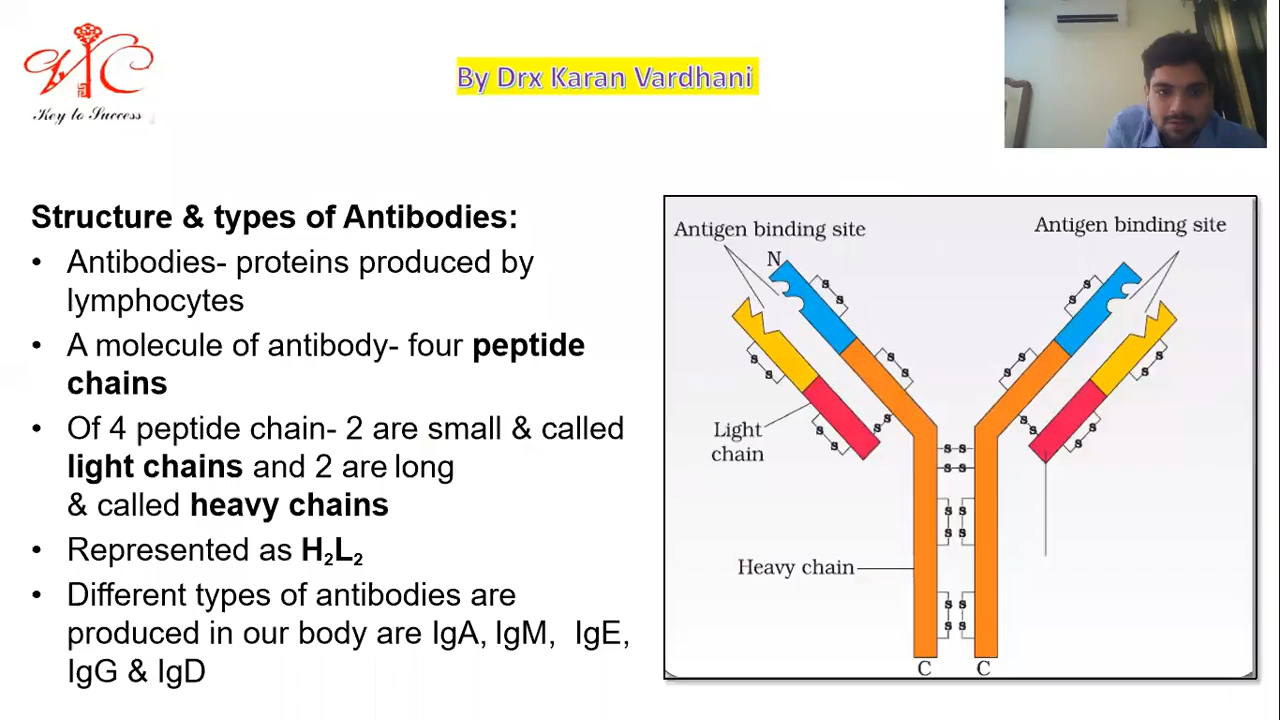 Key to Success
By Drx Karan Vardhani
Structure & types of Antibodies:
• Antibodies- proteins produced by
lymphocytes
• A molecule of antibody- four peptide
chains
• Of 4 peptide chain- 2 are small & called
light chains and 2 are long
& called heavy chains
• Represented as H₂L₂
• Different types of antibodies are
produced in our body are IgA, IgM, IgE,
IgG & IgD
Antigen binding site
Antigen binding site
N
s s
s s
s s
s s
s s
s s
s s
s s
s s
s s
Light
chain
s s
s s
s s
s s
s s
s s
Heavy chain
C
C